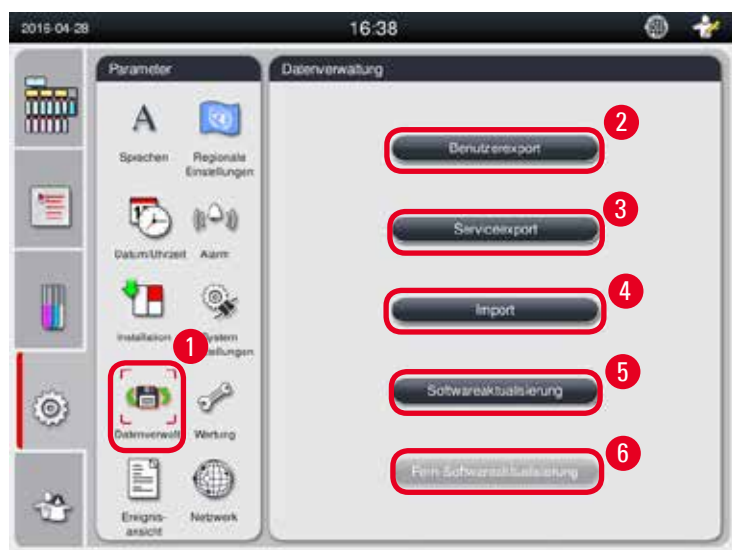 2016-04-28
16:38
Parameter
Datenverwaltung
Sprachen
Regionale
Einstellungen
Datum/Uhrzeit
Alarm
Installation
System
ellungen
Datenverwalt
Wartung
Ereignis-
ansicht
Netzwerk
Benutzerexport
Serviceexport
Import
Softwareaktualisierung
Fern Softwareaktualisierung
1
2
3
4
5
6